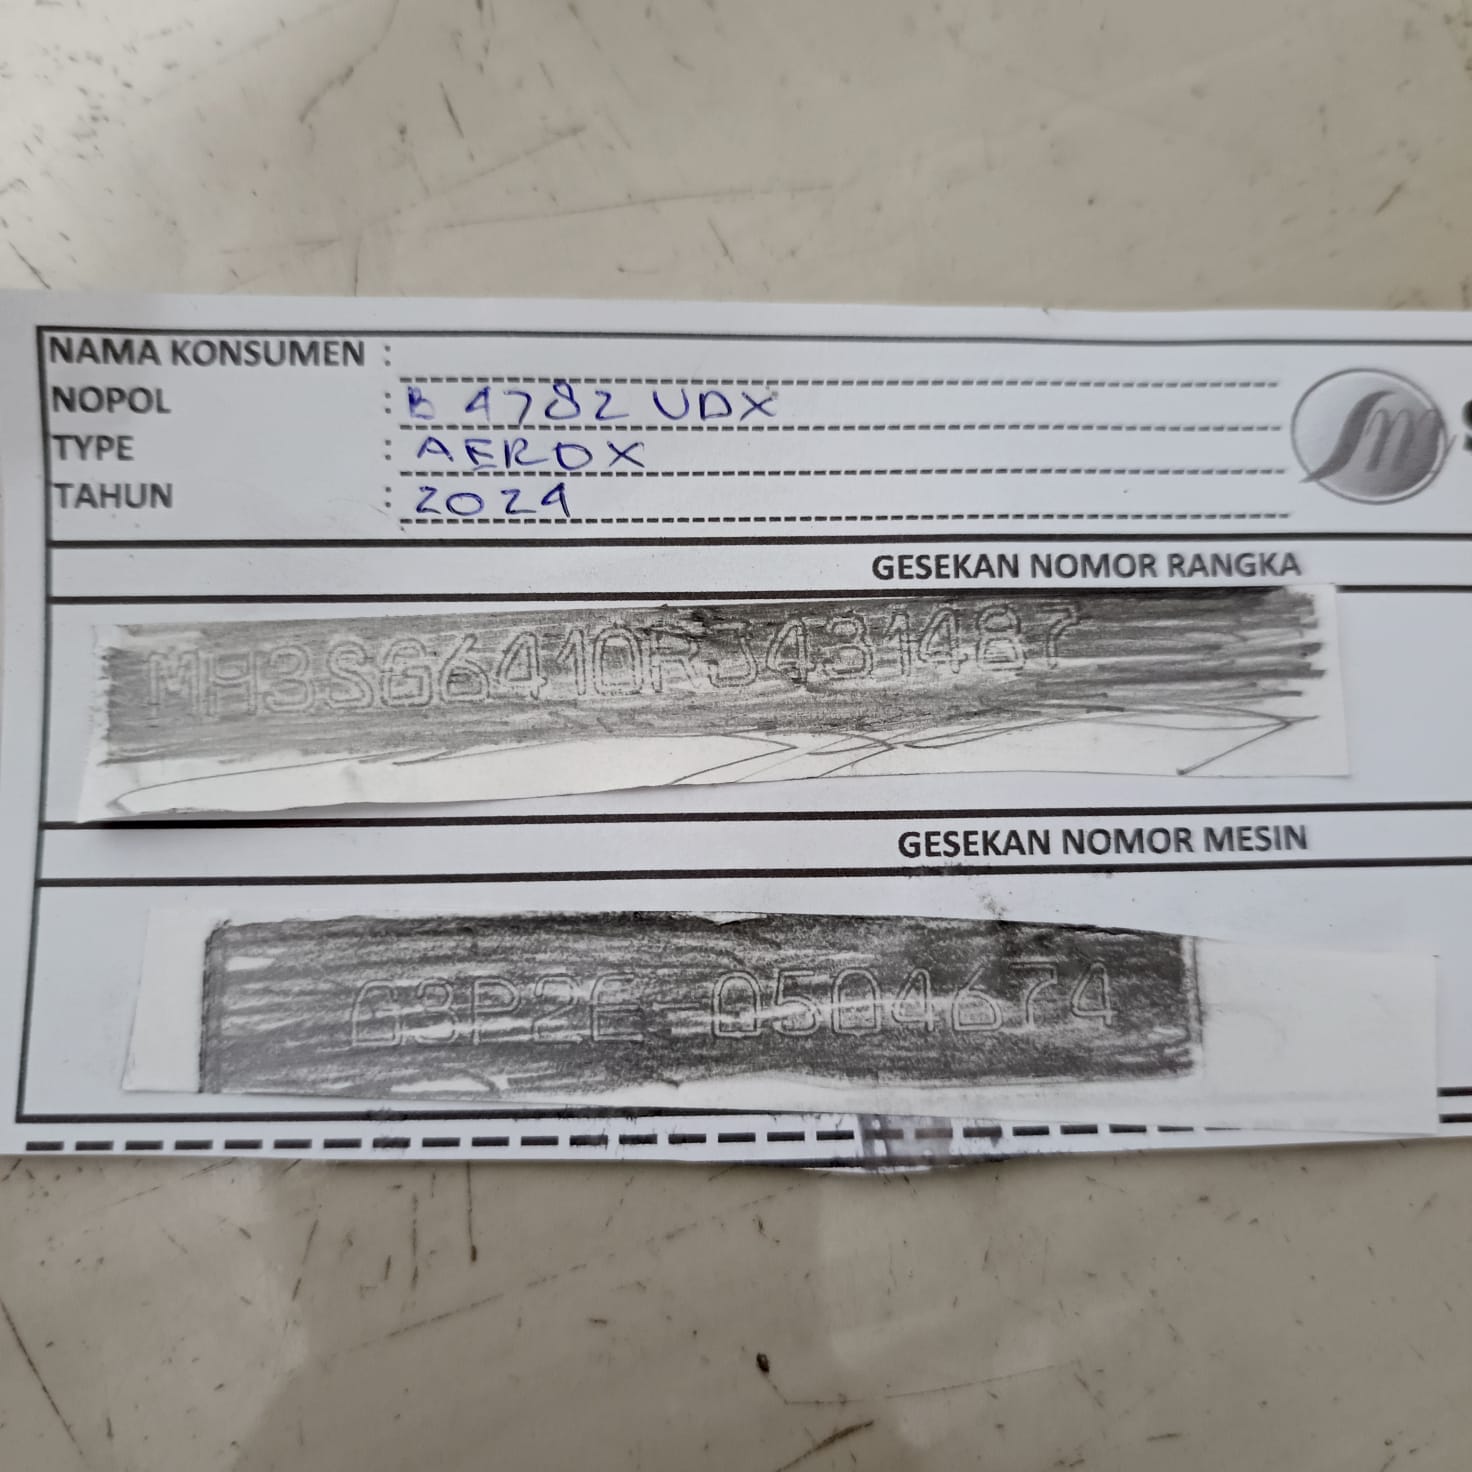 NAMA KONSUMEN :
NOPOL : B 4782 UDX
TYPE : AEROX
TAHUN : 2024
GESEKAN NOMOR RANGKA
MH3SG6410RJ431487
GESEKAN NOMOR MESIN
G3P2E-0504674